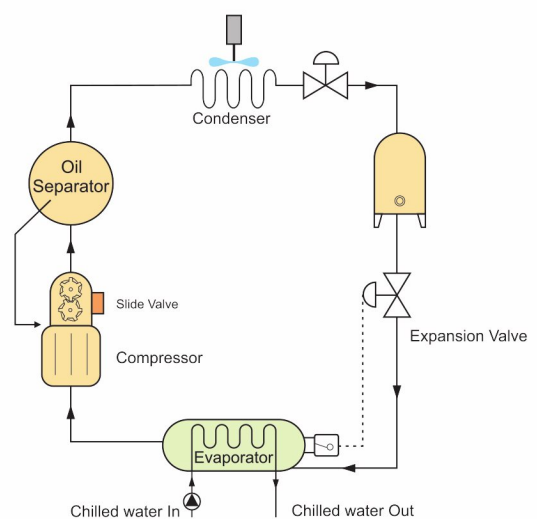 Condenser
Oil
Separator
Slide Valve
Expansion Valve
Compressor
Evaporator
Chilled water In
Chilled water Out